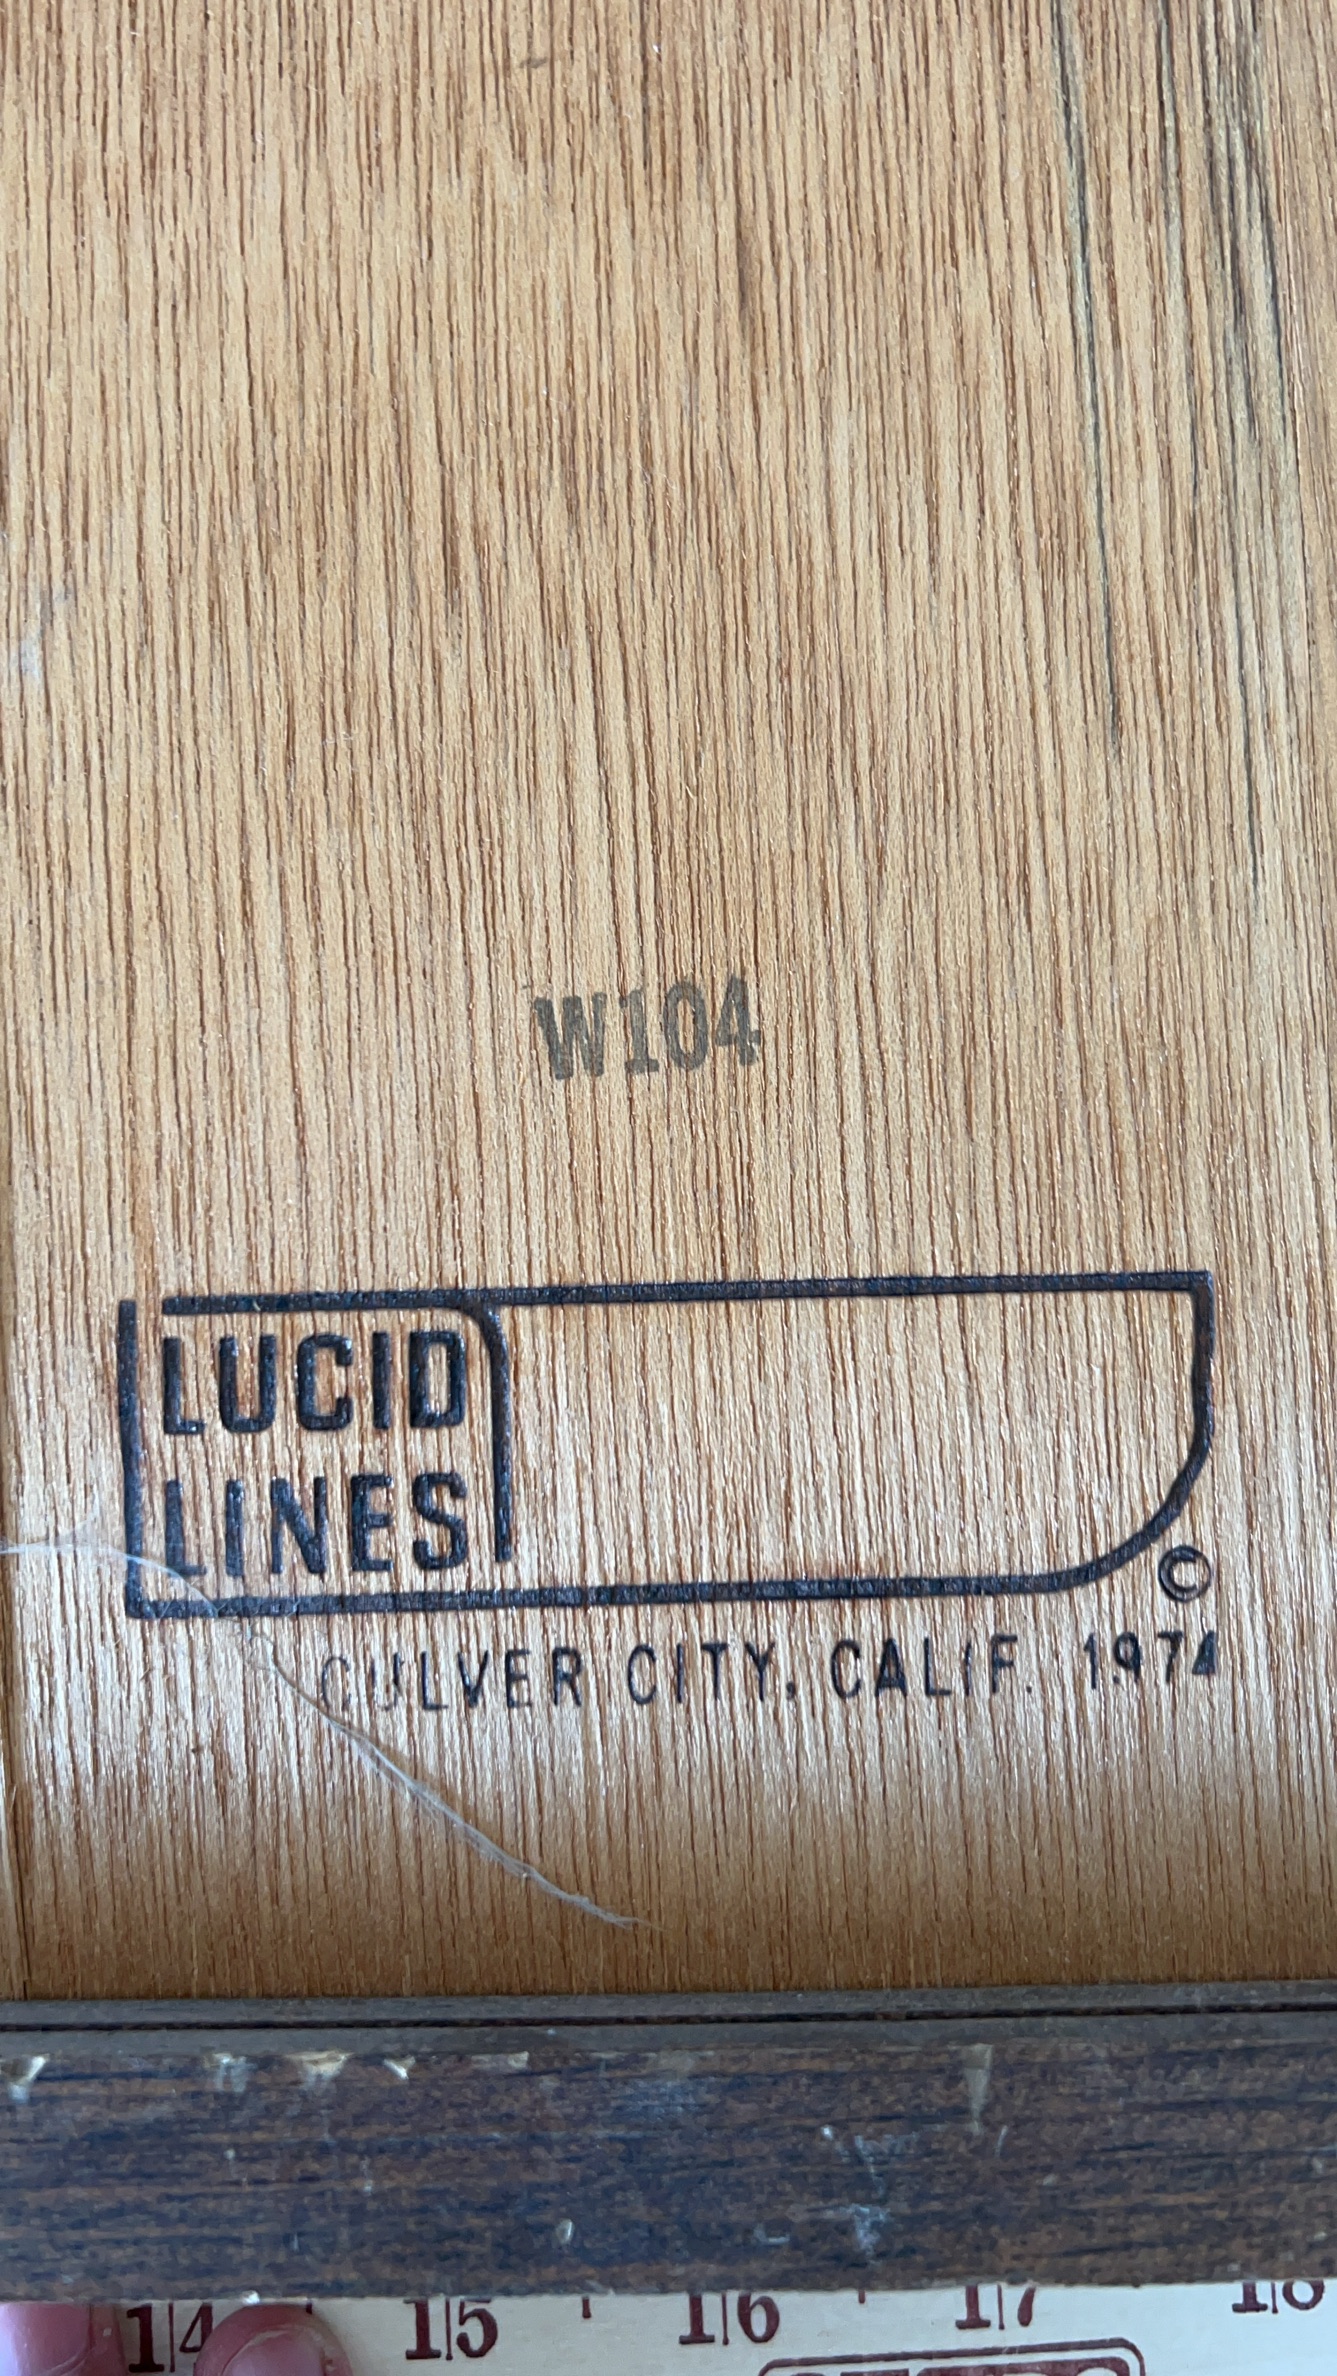 W104
LUCID
LINES
©
CULVER CITY, CALIF. 1974
14 15 16 17 18